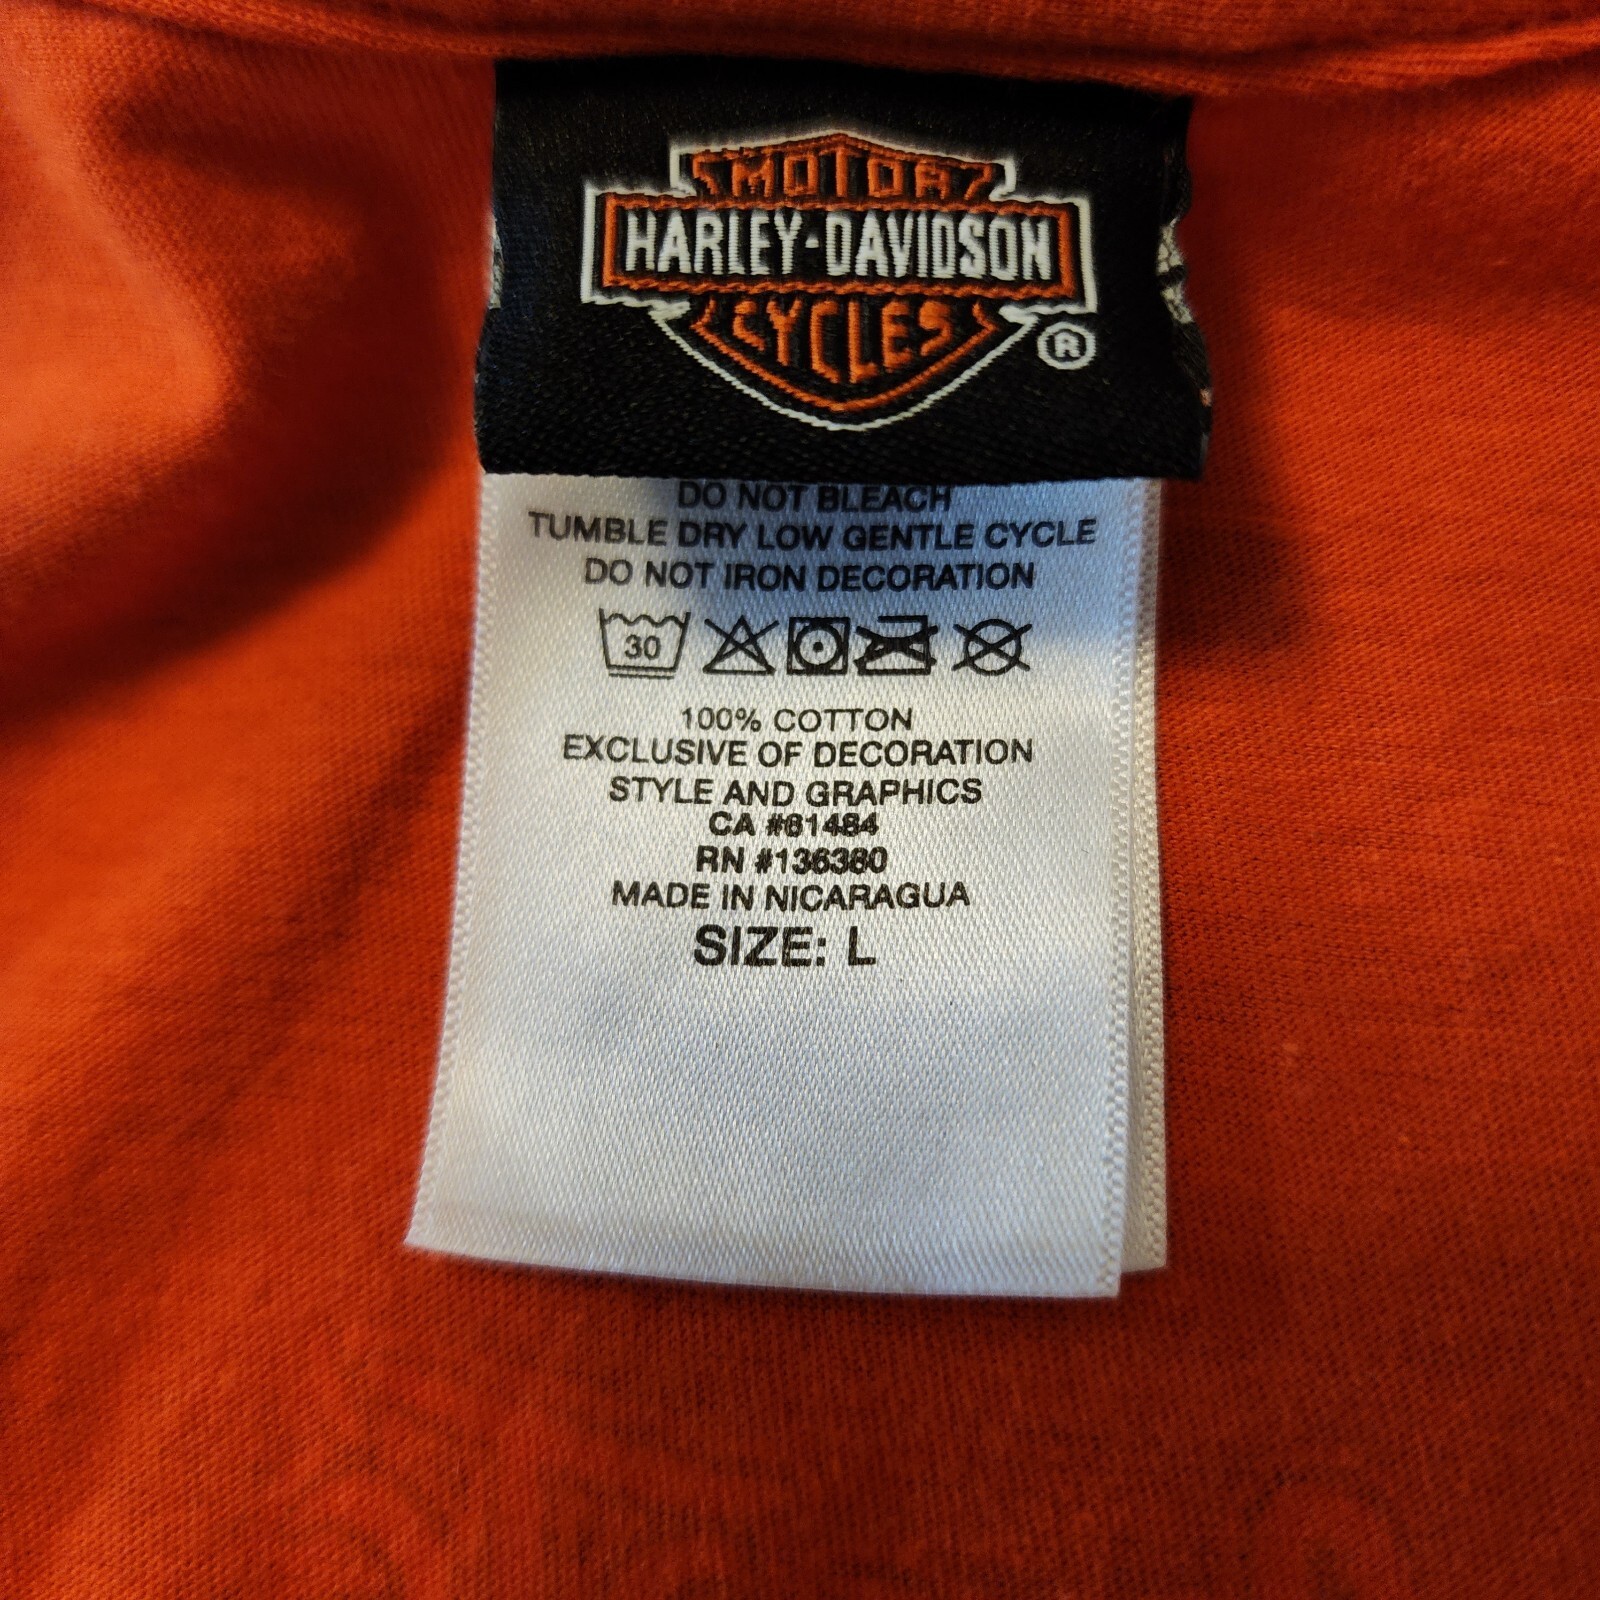 MOTOR
HARLEY-DAVIDSON
CYCLES
®
DO NOT BLEACH
TUMBLE DRY LOW GENTLE CYCLE
DO NOT IRON DECORATION
30
100% COTTON
EXCLUSIVE OF DECORATION
STYLE AND GRAPHICS
CA #61484
RN #136380
MADE IN NICARAGUA
SIZE: L